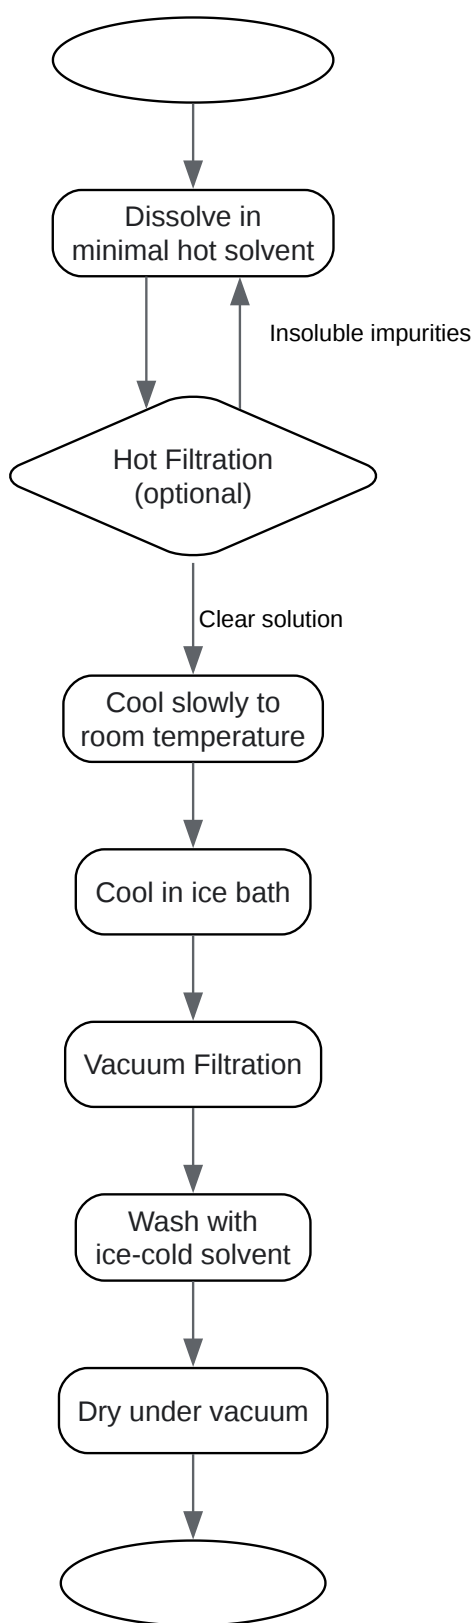 Dissolve in
minimal hot solvent
Insoluble impurities
Hot Filtration
(optional)
Clear solution
Cool slowly to
room temperature
Cool in ice bath
Vacuum Filtration
Wash with
ice-cold solvent
Dry under vacuum